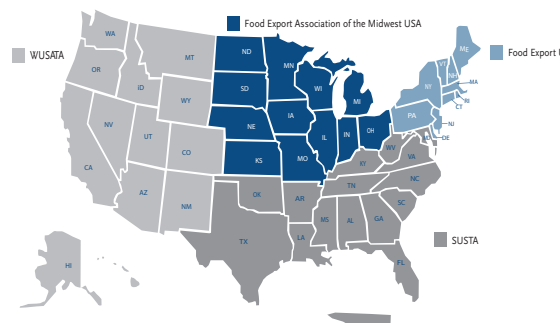 Food Export Association of the Midwest USA
WUSATA
Food Export U
SUSTA
WA
OR
ID
MT
WY
NV
UT
CO
CA
AZ
NM
HI
ND
SD
NE
KS
MN
IA
MO
WI
IL
IN
MI
OH
OK
TX
AR
LA
MS
AL
GA
FL
SC
NC
TN
KY
WV
VA
ME
VT
NH
MA
NY
RI
CT
PA
NJ
DE